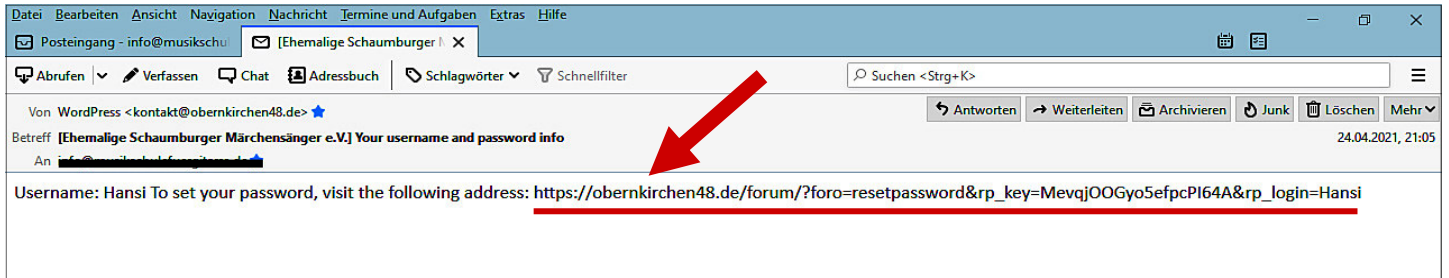 Datei Bearbeiten Ansicht Navigation Nachricht Termine und Aufgaben Extras Hilfe
Posteingang - info@musikschul [Ehemalige Schaumburger M
Abrufen Verfassen Chat Adressbuch Schlagwörter Schnellfilter Suchen <Strg+K>
Von WordPress <kontakt@obernkirchen48.de> Antworten Weiterleiten Archivieren Junk Löschen Mehr
Betreff [Ehemalige Schaumburger Märchensänger e.V.] Your username and password info 24.04.2021, 21:05
An
Username: Hansi To set your password, visit the following address: https://obernkirchen48.de/forum/?foro=resetpassword&rp_key=MevqjOOGyo5efpcPI64A&rp_login=Hansi